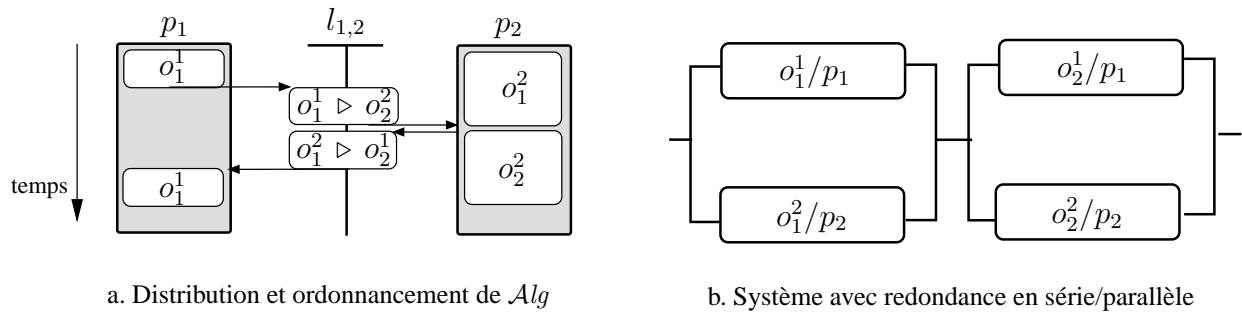 p₁ l₁,₂ p₂
o₁¹
o₁¹ ▷ o₂²
o₁² ▷ o₂¹
o₁¹
o₁²
o₂²
temps
o₁¹/p₁ o₂¹/p₁
o₁²/p₂ o₂²/p₂
a. Distribution et ordonnancement de 𝒜lg
b. Système avec redondance en série/parallèle